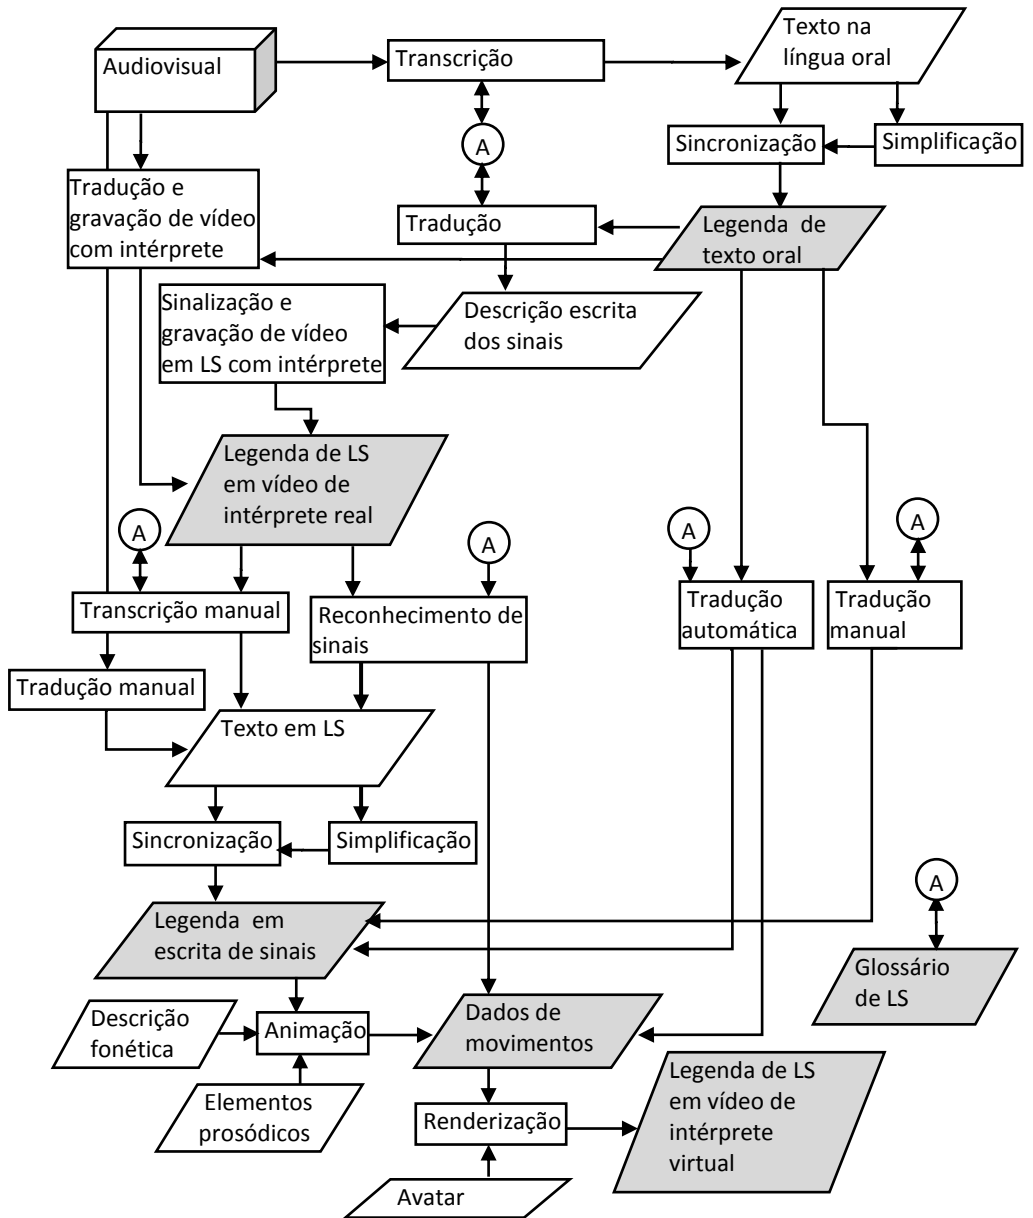 Audiovisual
Transcrição
Texto na
língua oral
A
Sincronização
Simplificação
Tradução e
gravação de vídeo
com intérprete
Tradução
Legenda de
texto oral
Sinalização e
gravação de vídeo
em LS com intérprete
Descrição escrita
dos sinais
Legenda de LS
em vídeo de
intérprete real
A
A
A
A
Transcrição manual
Reconhecimento de
sinais
Tradução
automática
Tradução
manual
Tradução manual
Texto em LS
Sincronização
Simplificação
A
Legenda em
escrita de sinais
Glossário
de LS
Descrição
fonética
Animação
Dados de
movimentos
Elementos
prosódicos
Renderização
Legenda de LS
em vídeo de
intérprete
virtual
Avatar